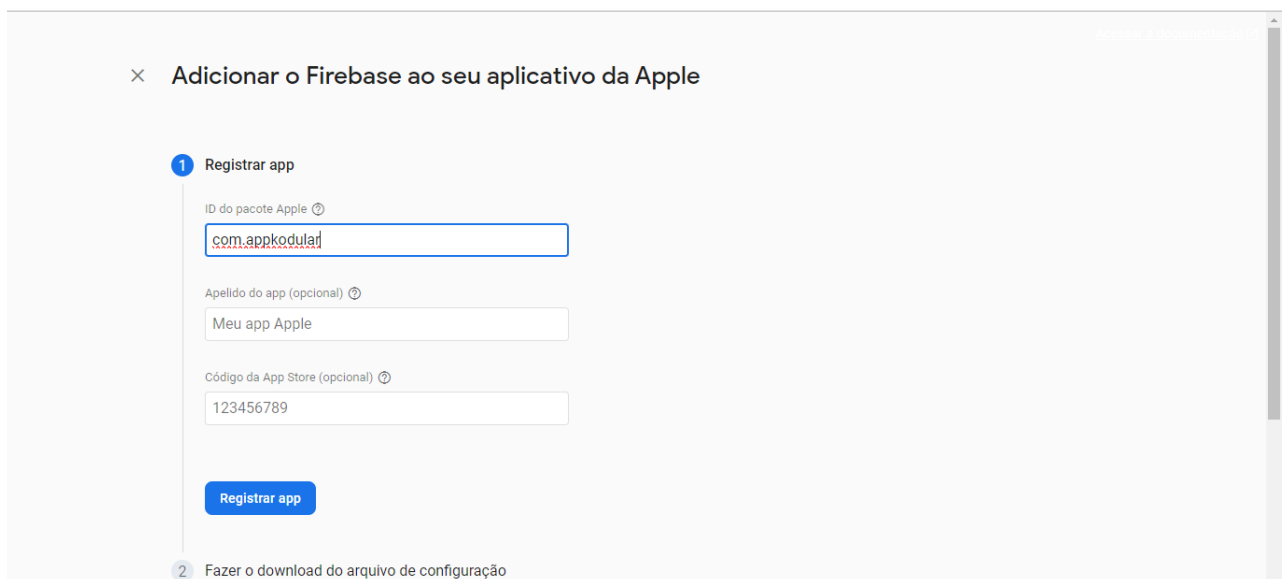 Adicionar o Firebase ao seu aplicativo da Apple
1 Registrar app
ID do pacote Apple
com.appkodular
Apelido do app (opcional)
Meu app Apple
Código da App Store (opcional)
123456789
Registrar app
2 Fazer o download do arquivo de configuração